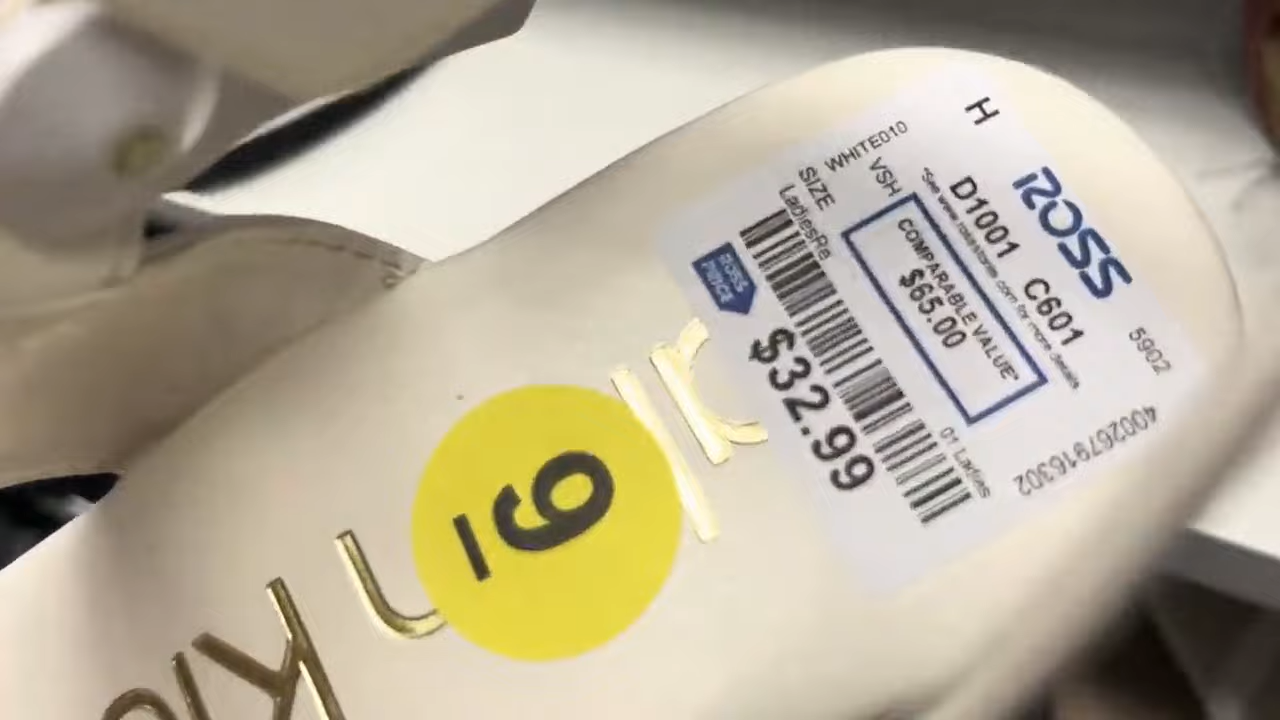 H
ROSS
5902
D1001 C601
*See www.rossstores.com for more details
400267916302
WHITE010
VSH
COMPARABLE VALUE*
$65.00
SIZE
LadiesRe
01 Ladies
ROSS
PRICE
$32.99
9